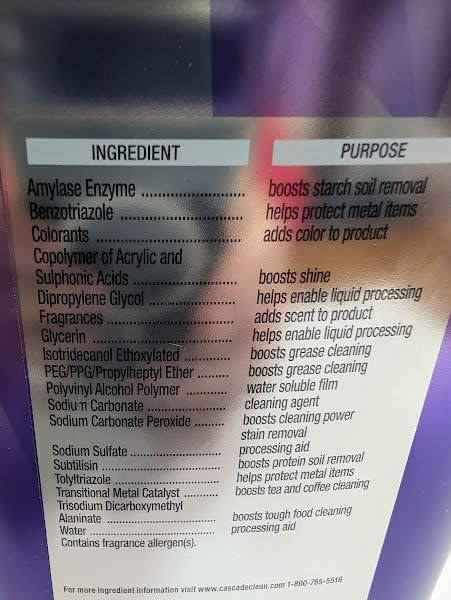 INGREDIENT PURPOSE
Amylase Enzyme .......................... boosts starch soil removal
Benzotriazole ............................... helps protect metal items
Colorants ..................................... adds color to product
Copolymer of Acrylic and
Sulphonic Acids ........................... boosts shine
Dipropylene Glycol ....................... helps enable liquid processing
Fragrances ................................... adds scent to product
Glycerin ........................................ helps enable liquid processing
Isotridecanol Ethoxylated .............. boosts grease cleaning
PEG/PPG/Propylheptyl Ether ......... boosts grease cleaning
Polyvinyl Alcohol Polymer .............. water soluble film
Sodium Carbonate ........................ cleaning agent
Sodium Carbonate Peroxide .......... boosts cleaning power
stain removal
Sodium Sulfate ............................. processing aid
Subtilisin ...................................... boosts protein soil removal
Tolyltriazole .................................. helps protect metal items
Transitional Metal Catalyst ........... boosts tea and coffee cleaning
Trisodium Dicarboxymethyl
Alaninate ..................................... boosts tough food cleaning
Water ........................................... processing aid
Contains fragrance allergen(s).
For more ingredient information visit www.cascadeclean.com 1-800-765-5516